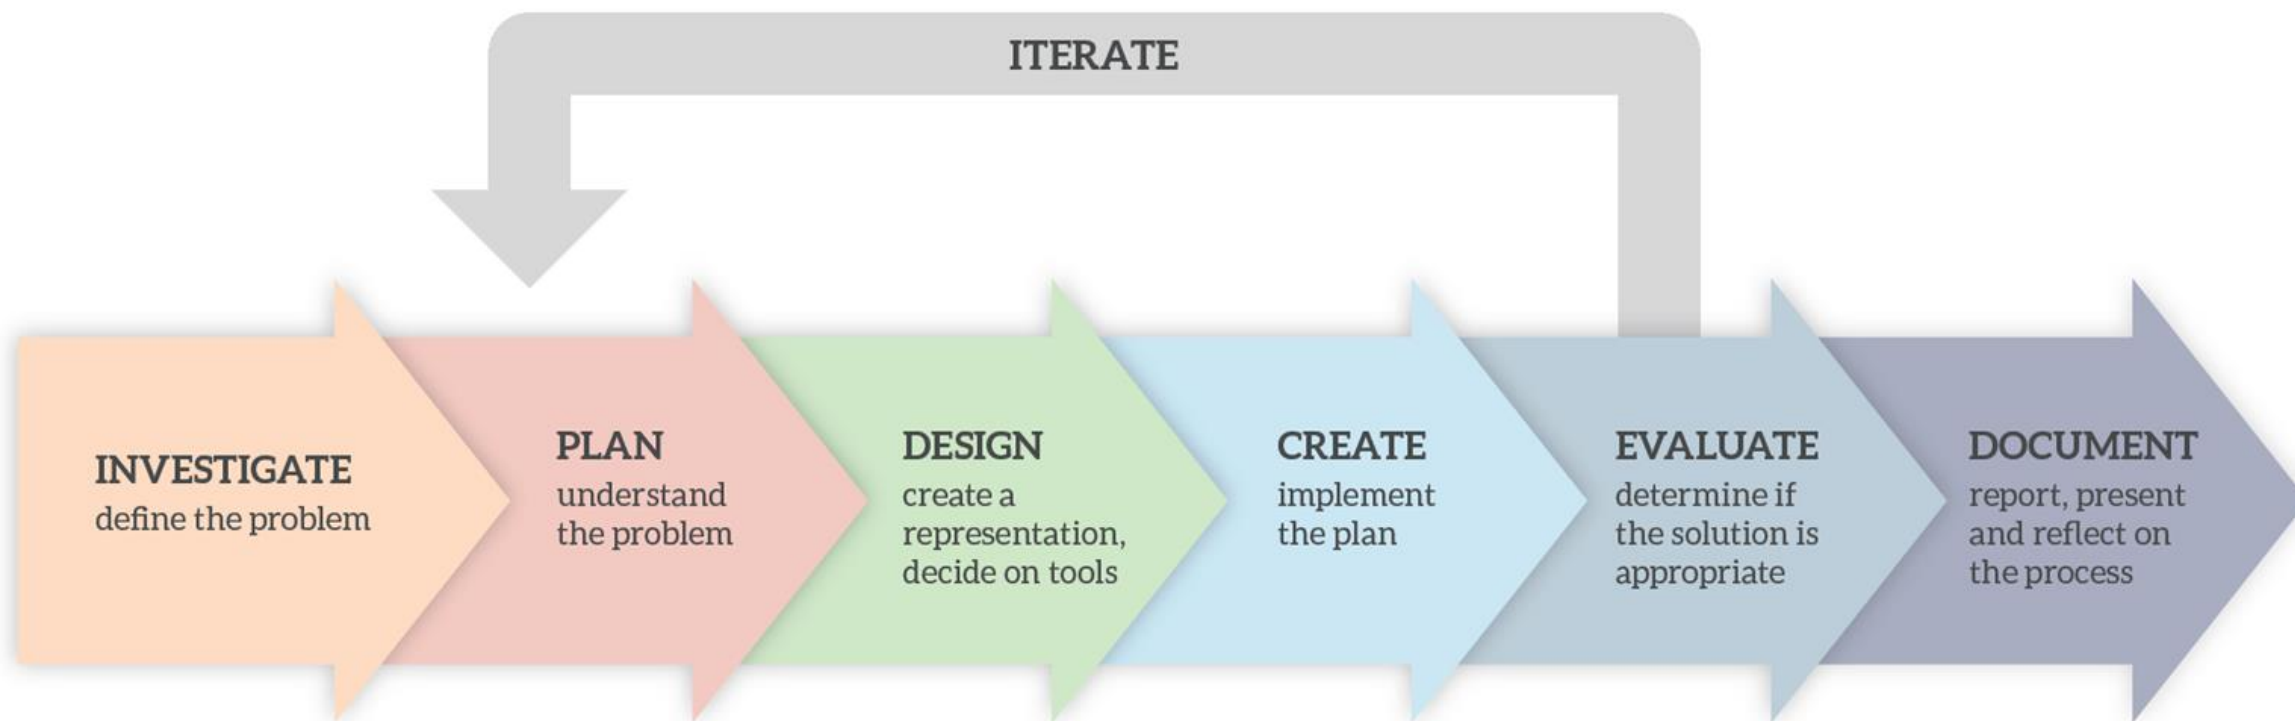 ITERATE
INVESTIGATE
define the problem
PLAN
understand
the problem
DESIGN
create a
representation,
decide on tools
CREATE
implement
the plan
EVALUATE
determine if
the solution is
appropriate
DOCUMENT
report, present
and reflect on
the process